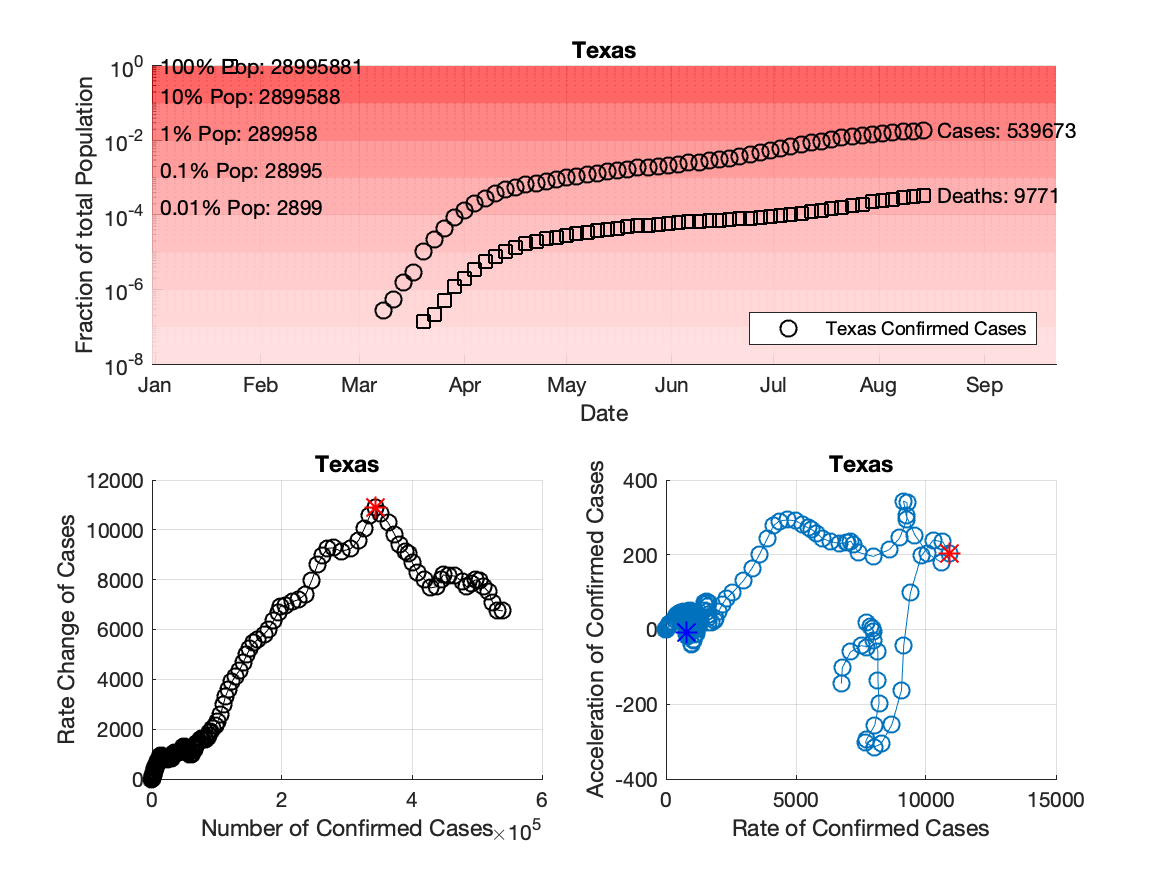 Texas
10^0
10^-2
10^-4
10^-6
10^-8
Fraction of total Population
100% Pop: 28995881
10% Pop: 2899588
1% Pop: 289958
0.1% Pop: 28995
0.01% Pop: 2899
Cases: 539673
Deaths: 9771
Texas Confirmed Cases
Jan Feb Mar Apr May Jun Jul Aug Sep
Date
Texas
12000
10000
8000
6000
4000
2000
0
Rate Change of Cases
0 2 4 6
Number of Confirmed Cases ×10^5
Texas
400
200
0
-200
-400
Acceleration of Confirmed Cases
0 5000 10000 15000
Rate of Confirmed Cases